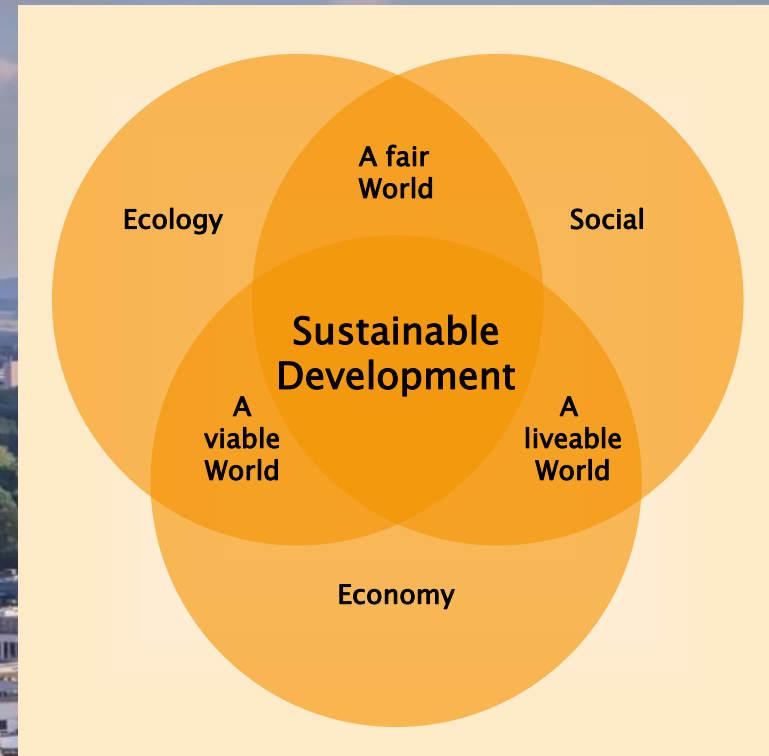 A fair
World
Ecology
Social
Sustainable
Development
A
viable
World
A
liveable
World
Economy